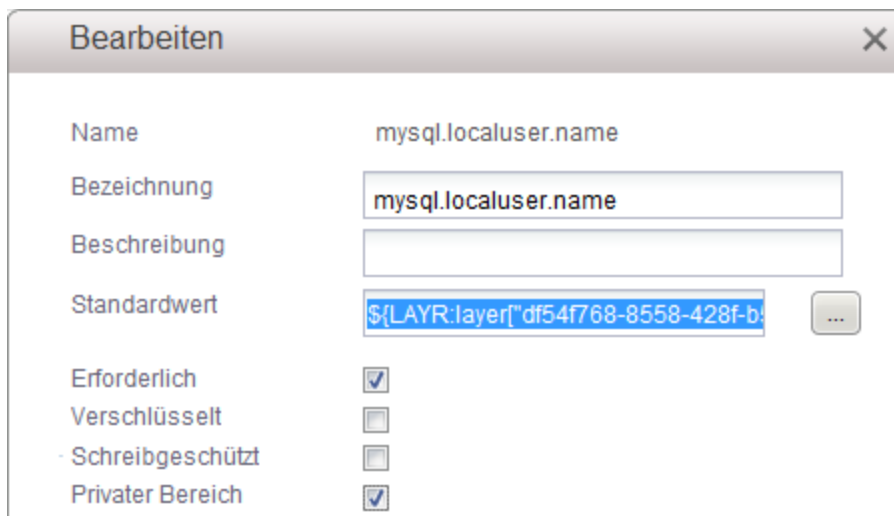 Bearbeiten
Name mysql.localuser.name
Bezeichnung mysql.localuser.name
Beschreibung
Standardwert ${LAYR:layer["df54f768-8558-428f-b5 ...
Erforderlich
Verschlüsselt
Schreibgeschützt
Privater Bereich